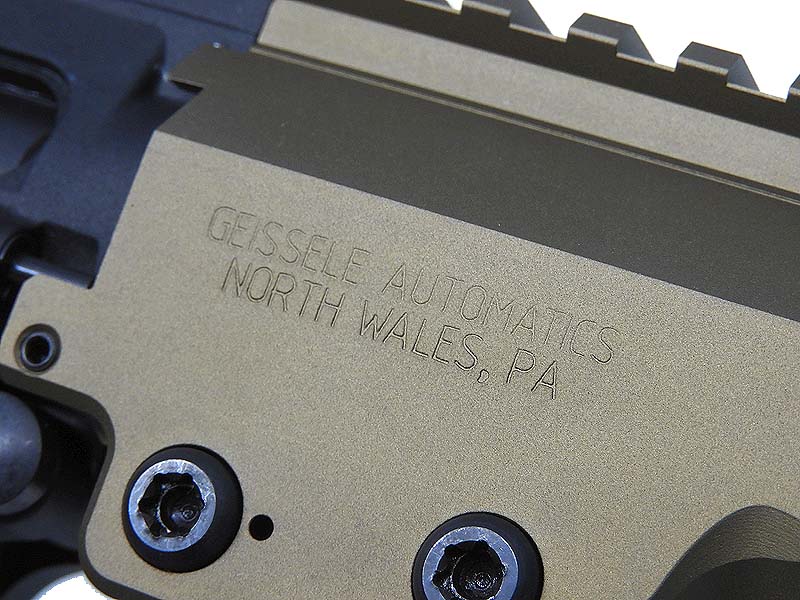 GEISSELE AUTOMATICS
NORTH WALES, PA